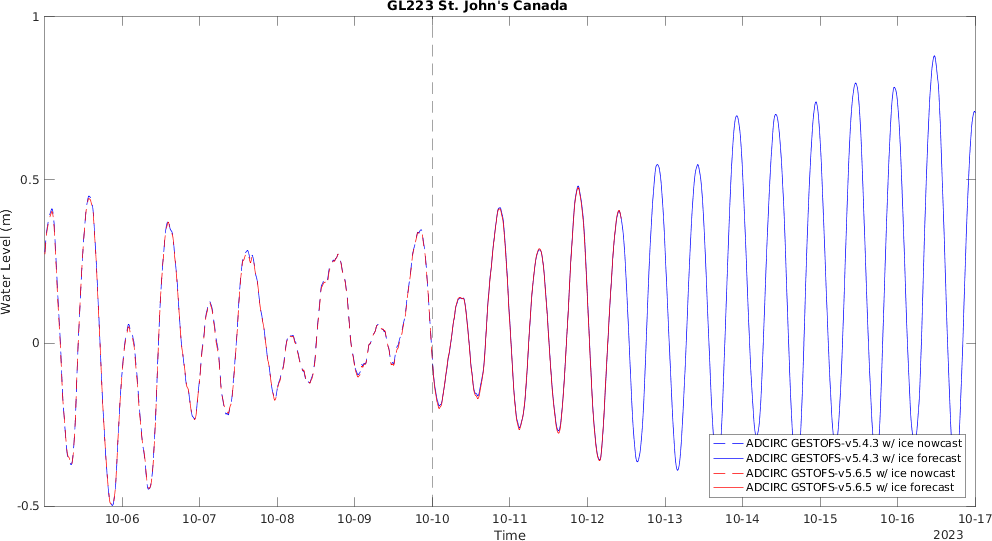 GL223 St. John's Canada
Water Level (m)
1
0.5
0
-0.5
ADCIRC GESTOFS-v5.4.3 w/ ice nowcast
ADCIRC GESTOFS-v5.4.3 w/ ice forecast
ADCIRC GSTOFS-v5.6.5 w/ ice nowcast
ADCIRC GSTOFS-v5.6.5 w/ ice forecast
10-06 10-07 10-08 10-09 10-10 10-11 10-12 10-13 10-14 10-15 10-16 10-17
Time
2023